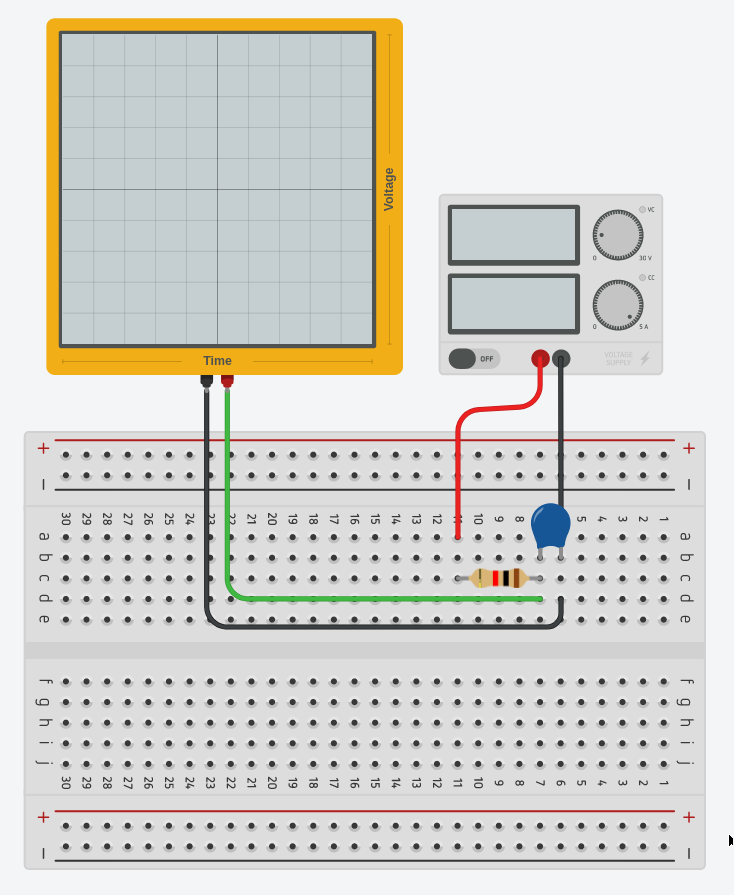 Voltage
Time
VC
0 30 V
CC
0 5 A
OFF
VOLTAGE
SUPPLY
+ +
− −
30 29 28 27 26 25 24 23 22 21 20 19 18 17 16 15 14 13 12 11 10 9 8 5 4 3 2 1
a a
b b
c c
d d
e e
f f
g g
h h
i i
j j
30 29 28 27 26 25 24 23 22 21 20 19 18 17 16 15 14 13 12 11 10 9 8 7 6 5 4 3 2 1
+ +
− −